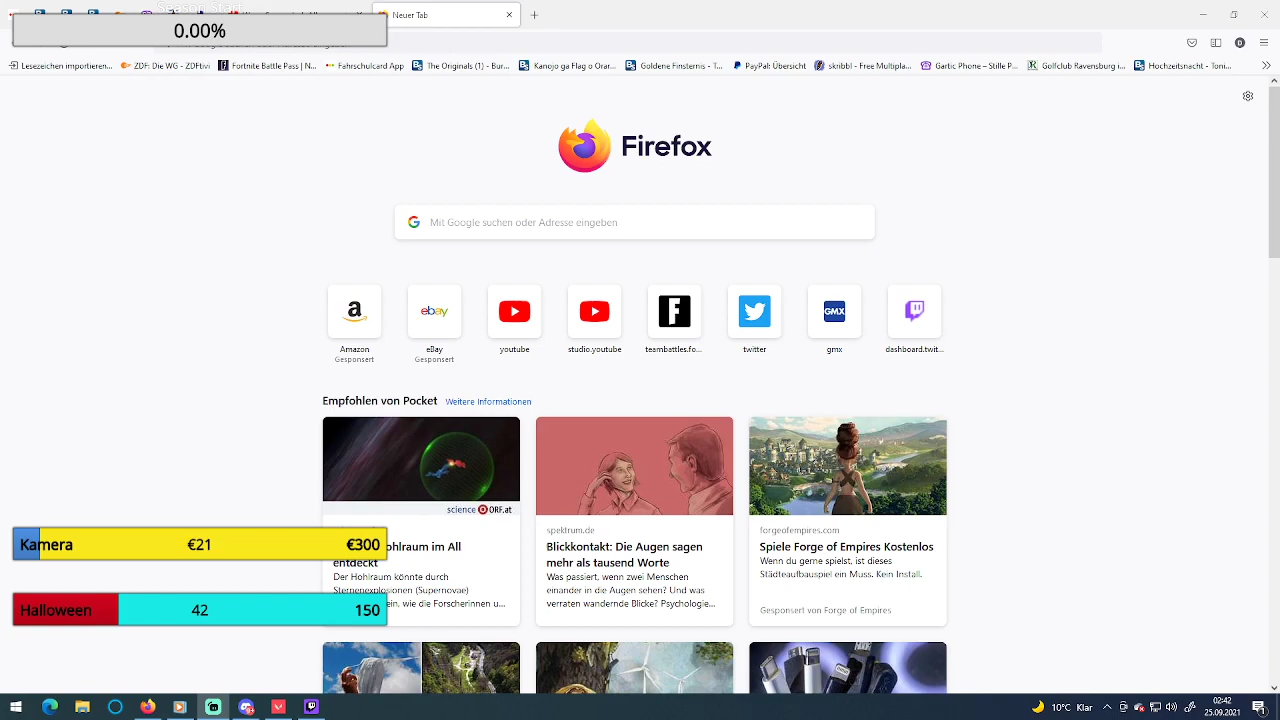 Season Start
Neuer Tab
0.00%
Lesezeichen importieren...
ZDF: Die WG - ZDFtivi
Fortnite Battle Pass | N...
Fahrschulcard App
The Originals (1) - Bur...
Kanojo ga Flag o Orar...
Goldene Finsternis - T...
PayPal: Übersicht
skribbl - Free Multipla...
Gartic Phone – Stille P...
Golfclub Ravensburg i...
Hochzeitsnacht - Tom...
Firefox
Mit Google suchen oder Adresse eingeben
Amazon
Gesponsert
eBay
Gesponsert
youtube
studio.youtube
teambattles.fo...
twitter
GMX
gmx
dashboard.twit...
Empfohlen von Pocket Weitere Informationen
science ORF.at
ohlraum im All
entdeckt
Der Hohlraum könnte durch
Sternenexplosionen (Supernovae)
ein, wie die Forscherinnen u...
spektrum.de
Blickkontakt: Die Augen sagen
mehr als tausend Worte
Was passiert, wenn zwei Menschen
einander in die Augen sehen? Und was
verraten wandernde Blicke? Psychologie...
forgeofempires.com
Spiele Forge of Empires Kostenlos
Wenn du gerne spielst, ist dieses
Städteaufbauspiel ein Muss. Kein Install.
Gesponsert von Forge of Empires
Kamera €21 €300
Halloween 42 150
10°C Klar
02:42
25.09.2021